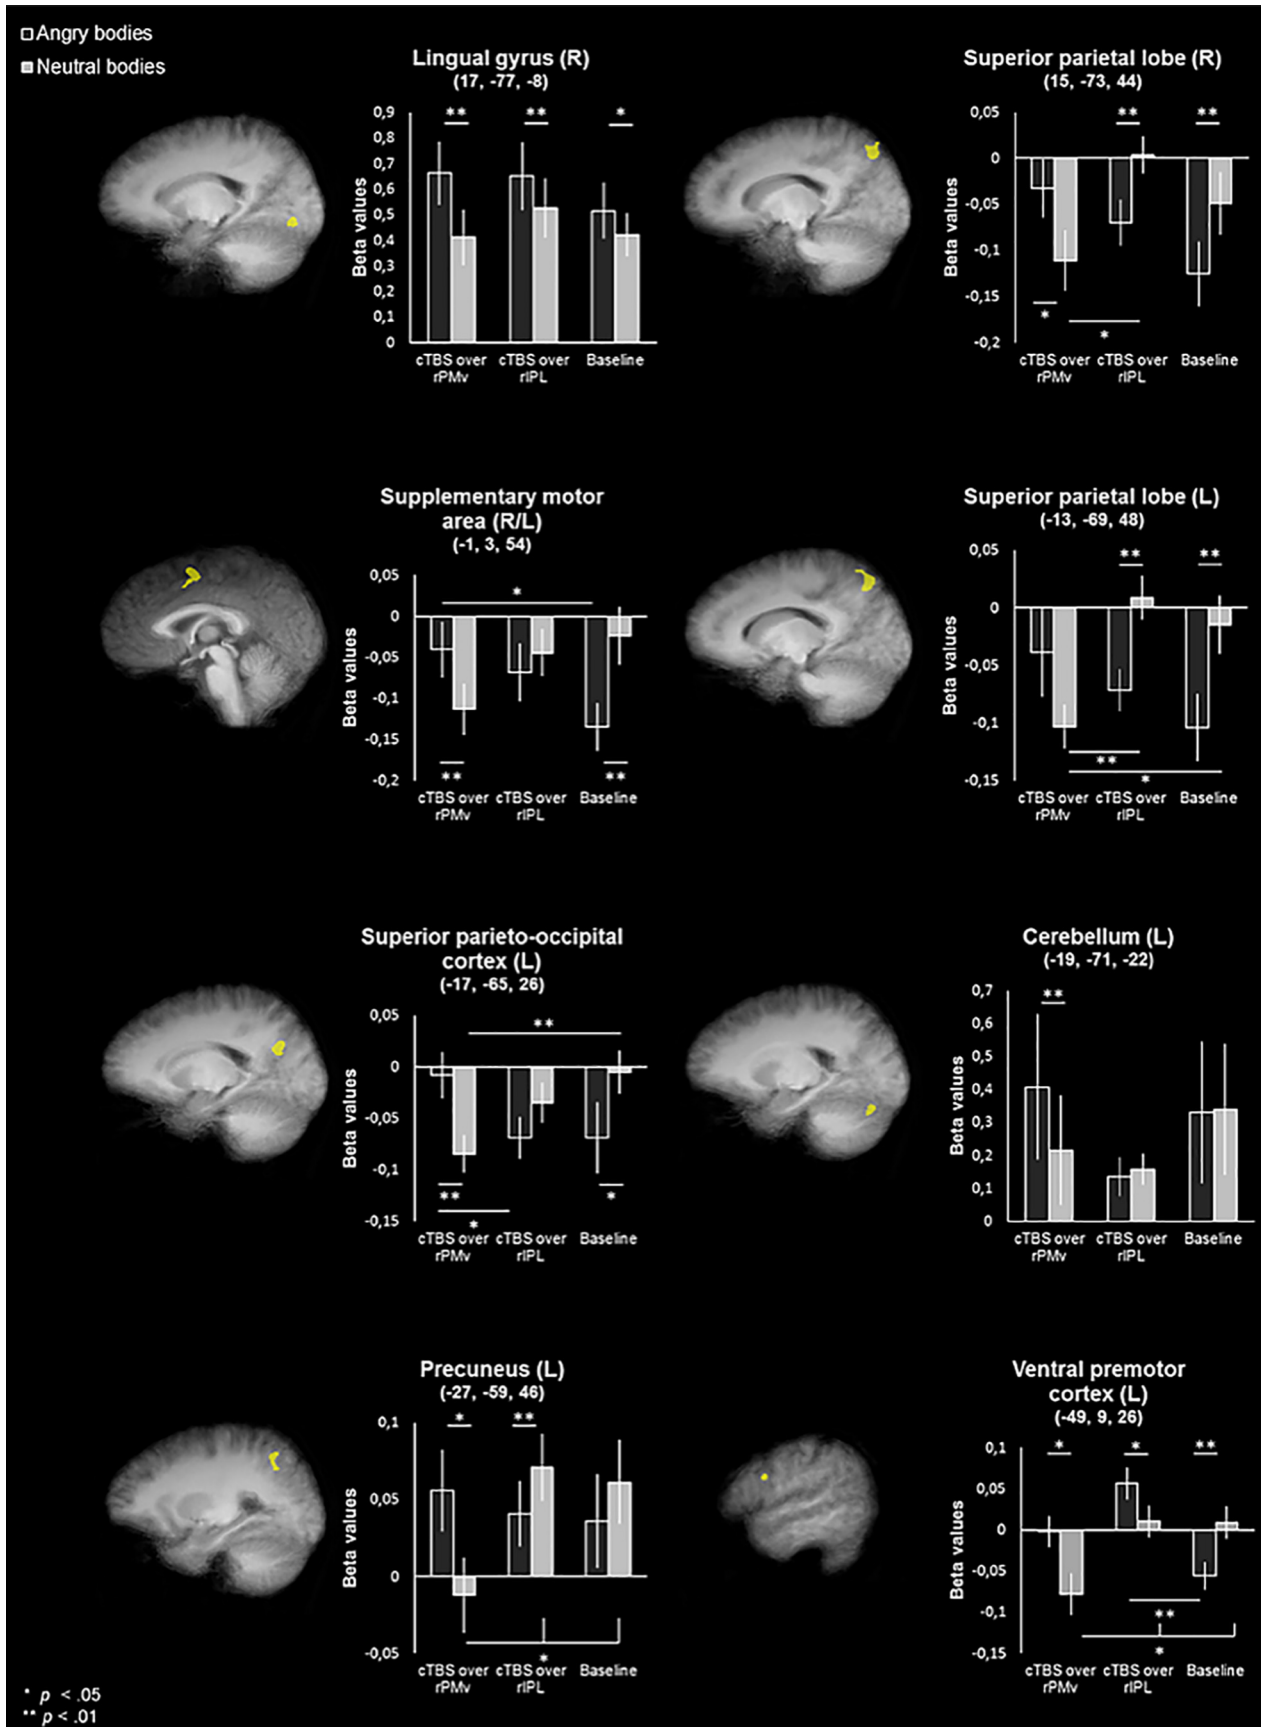 Angry bodies
Neutral bodies
Lingual gyrus (R)
(17, -77, -8)
** ** *
0,9
0,8
0,7
0,6
0,5
0,4
0,3
0,2
0,1
0
Beta values
cTBS over rPMv
cTBS over rIPL
Baseline
Superior parietal lobe (R)
(15, -73, 44)
** **
0,05
0
-0,05
-0,1
-0,15
-0,2
Beta values
*
*
cTBS over rPMv
cTBS over rIPL
Baseline
Supplementary motor
area (R/L)
(-1, 3, 54)
*
0,05
0
-0,05
-0,1
-0,15
-0,2
Beta values
** **
cTBS over rPMv
cTBS over rIPL
Baseline
Superior parietal lobe (L)
(-13, -69, 48)
** **
0,05
0
-0,05
-0,1
-0,15
Beta values
**
*
cTBS over rPMv
cTBS over rIPL
Baseline
Superior parieto-occipital
cortex (L)
(-17, -65, 26)
**
0,05
0
-0,05
-0,1
-0,15
Beta values
** *
*
cTBS over rPMv
cTBS over rIPL
Baseline
Cerebellum (L)
(-19, -71, -22)
**
0,7
0,6
0,5
0,4
0,3
0,2
0,1
0
Beta values
cTBS over rPMv
cTBS over rIPL
Baseline
Precuneus (L)
(-27, -59, 46)
* **
0,1
0,05
0
-0,05
Beta values
*
cTBS over rPMv
cTBS over rIPL
Baseline
Ventral premotor
cortex (L)
(-49, 9, 26)
* * **
0,1
0,05
0
-0,05
-0,1
-0,15
Beta values
**
*
cTBS over rPMv
cTBS over rIPL
Baseline
* p < .05
** p < .01